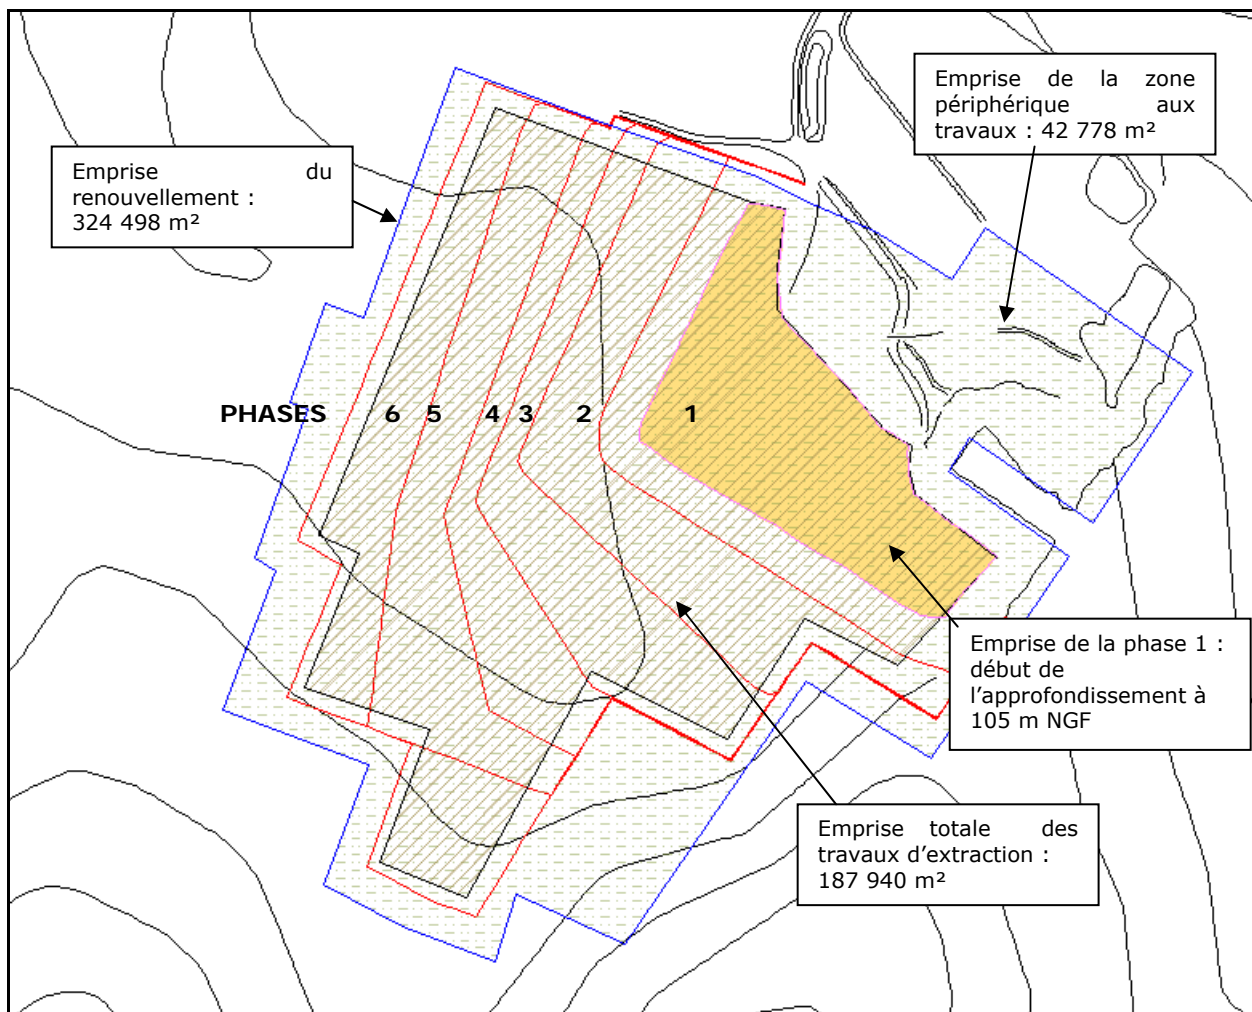 Emprise de la zone
périphérique aux
travaux : 42 778 m²
Emprise du
renouvellement :
324 498 m²
PHASES 6 5 4 3 2 1
Emprise de la phase 1 :
début de
l’approfondissement à
105 m NGF
Emprise totale des
travaux d’extraction :
187 940 m²